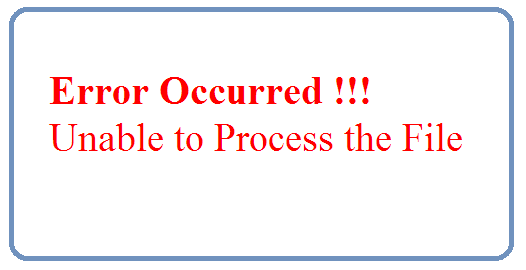 Error Occurred !!!
Unable to Process the File